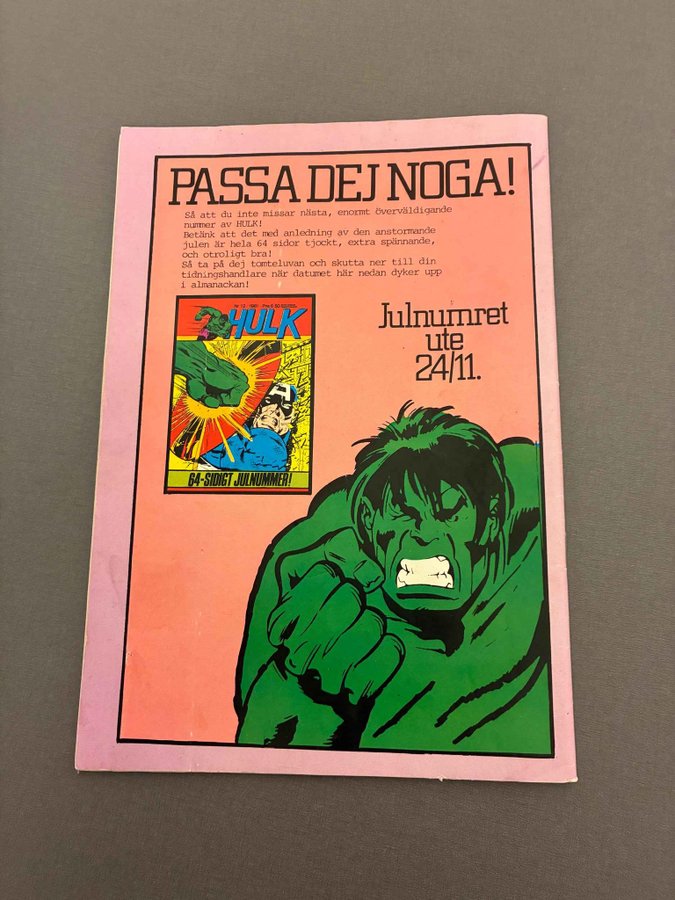 PASSA DEJ NOGA!
Så att du inte missar nästa, enormt överväldigande
nummer av HULK!
Betänk att det med anledning av den anstormande
julen är hela 64 sidor tjockt, extra spännande,
och otroligt bra!
Så ta på dej tomteluvan och skutta ner till din
tidningshandlare när datumet här nedan dyker upp
i almanackan!
Nr 12 1981
HULK
A
64-SIDIGT JULNUMMER!
Julnumret
ute
24/11.